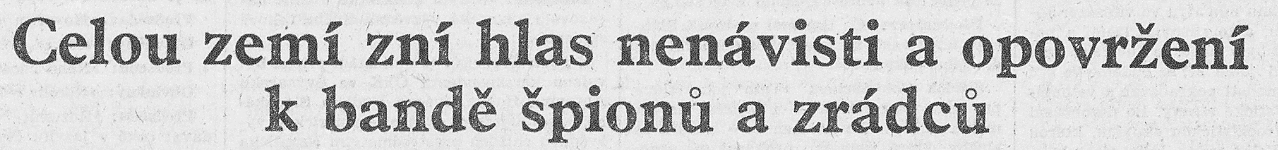 Celou zemí zní hlas nenávisti a opovržení
k bandě špionů a zrádců